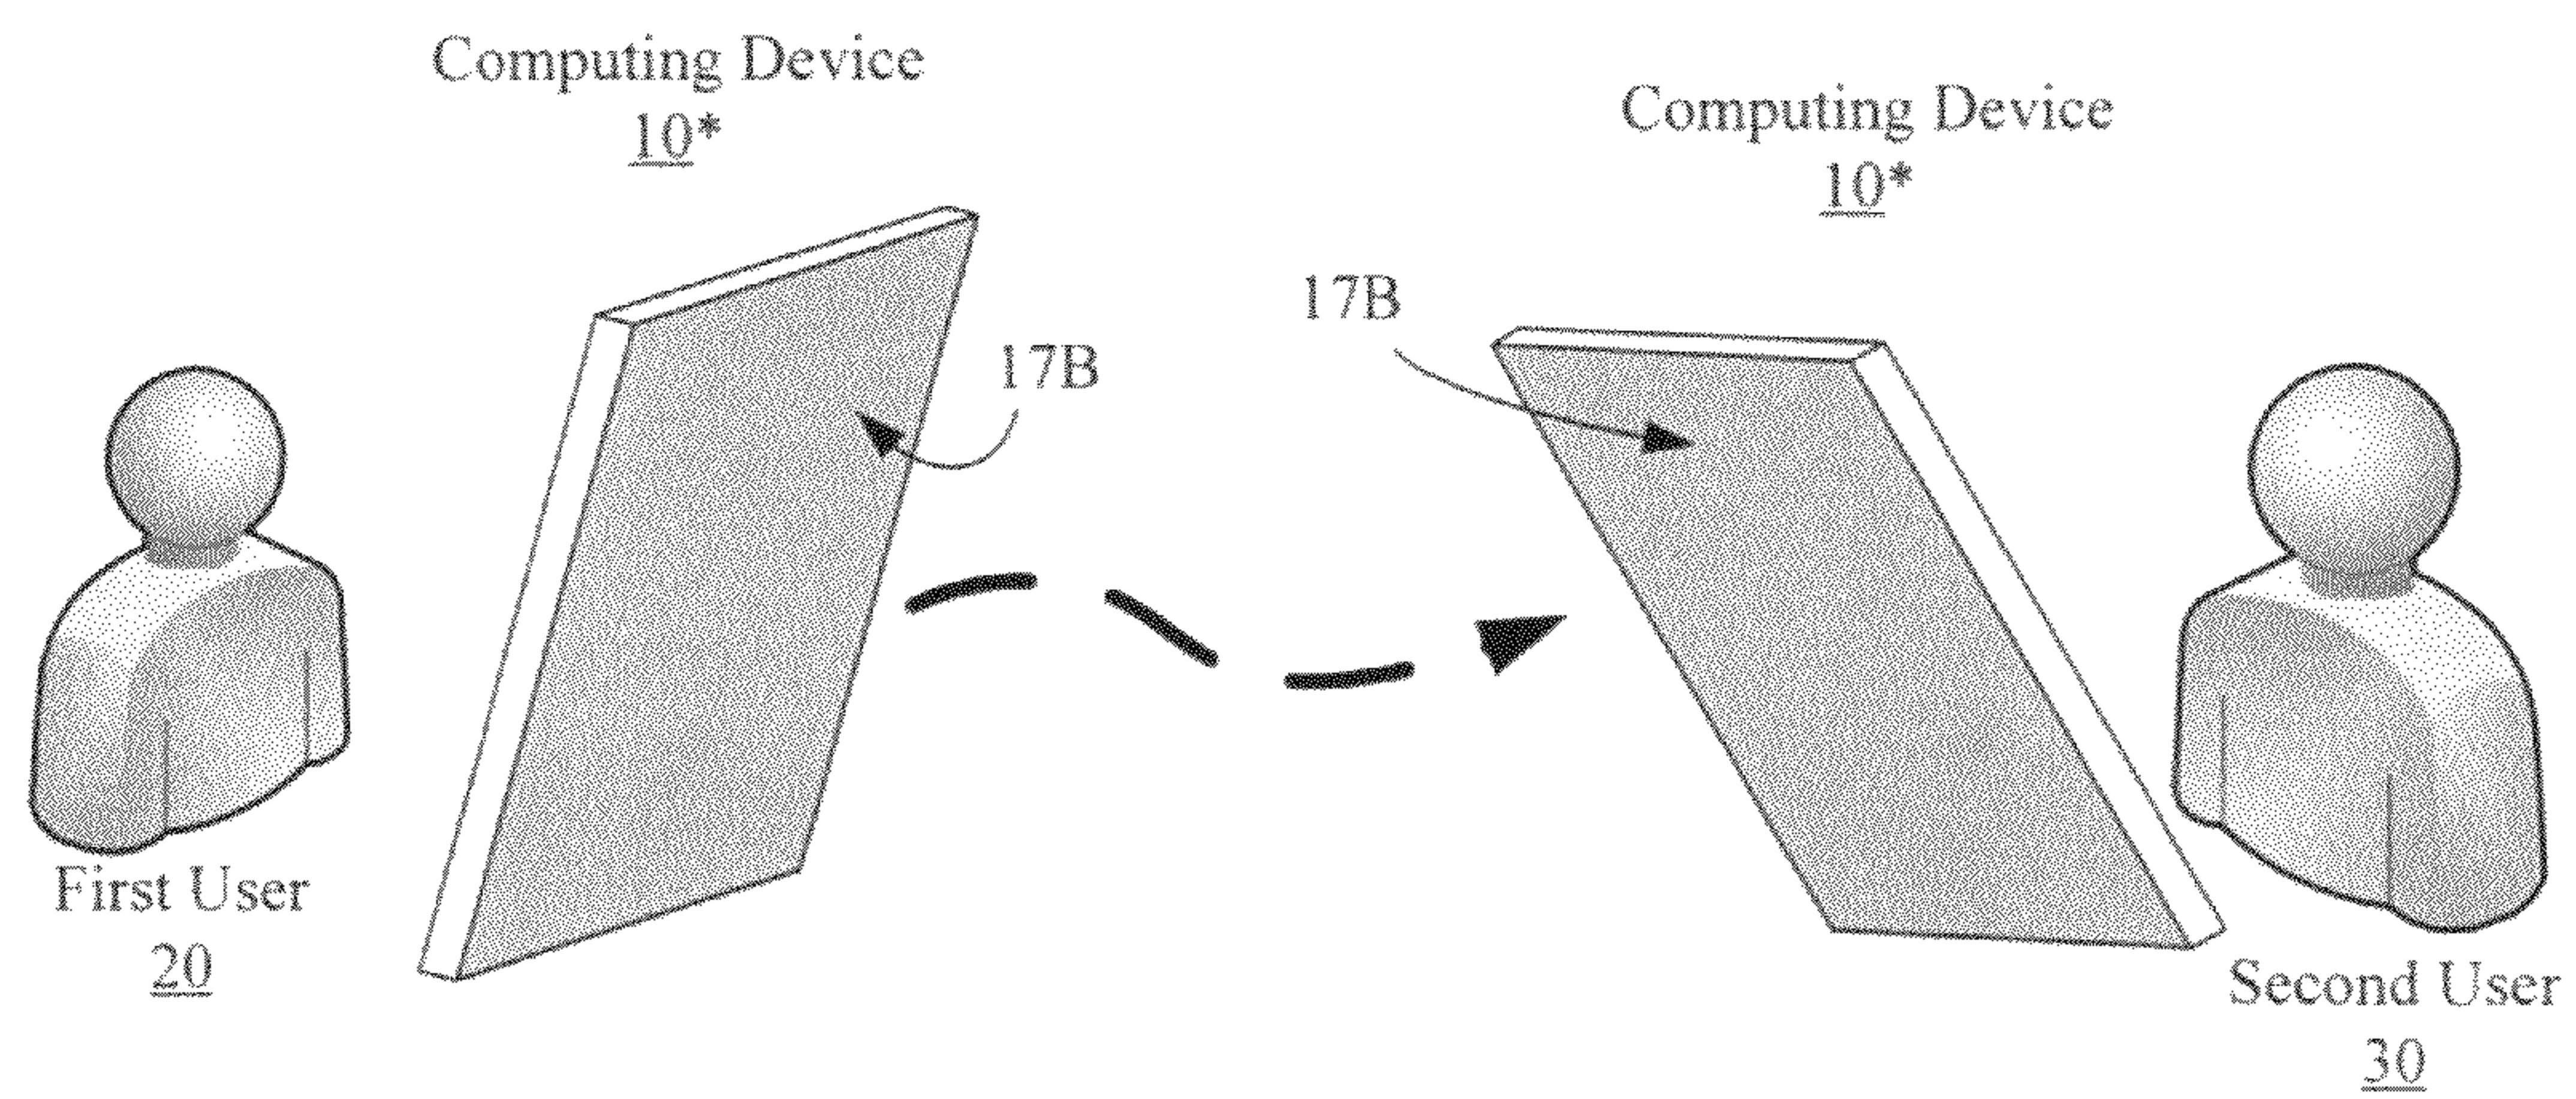 Computing Device
10*
Computing Device
10*
17B
17B
First User
20
Second User
30